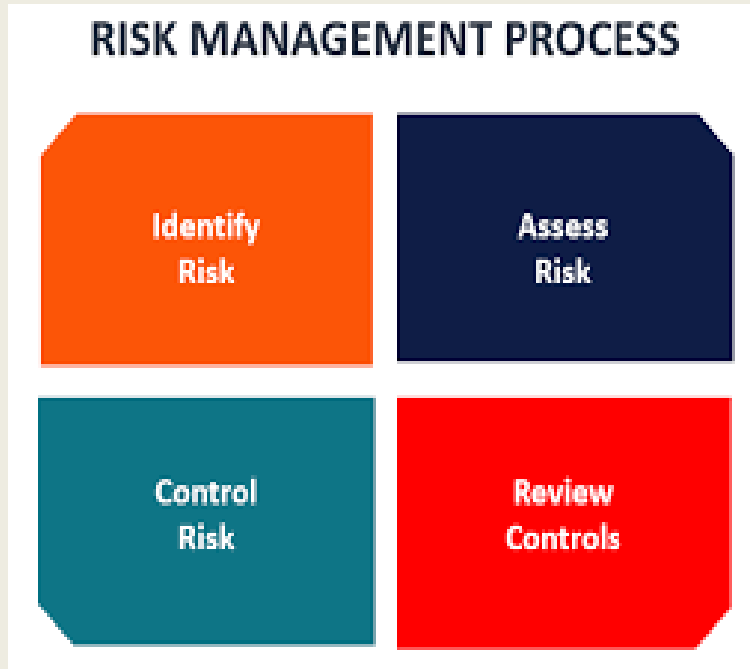 RISK MANAGEMENT PROCESS
Identify
Risk
Assess
Risk
Control
Risk
Review
Controls